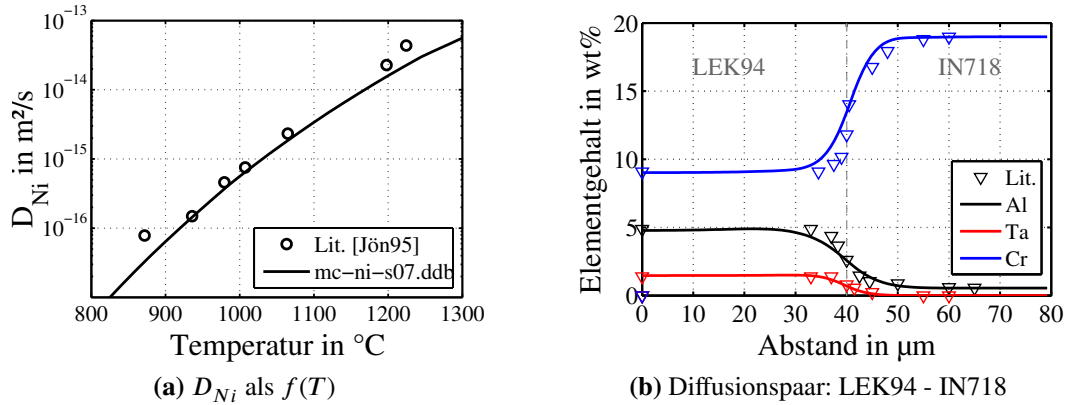 10⁻¹³
10⁻¹⁴
10⁻¹⁵
10⁻¹⁶
D_Ni in m²/s
Lit. [Jön95]
mc−ni−s07.ddb
800 900 1000 1100 1200 1300
Temperatur in °C
(a) D_Ni als f(T)
20
15
10
5
0
Elementgehalt in wt%
LEK94 IN718
Lit.
Al
Ta
Cr
0 10 20 30 40 50 60 70 80
Abstand in µm
(b) Diffusionspaar: LEK94 - IN718